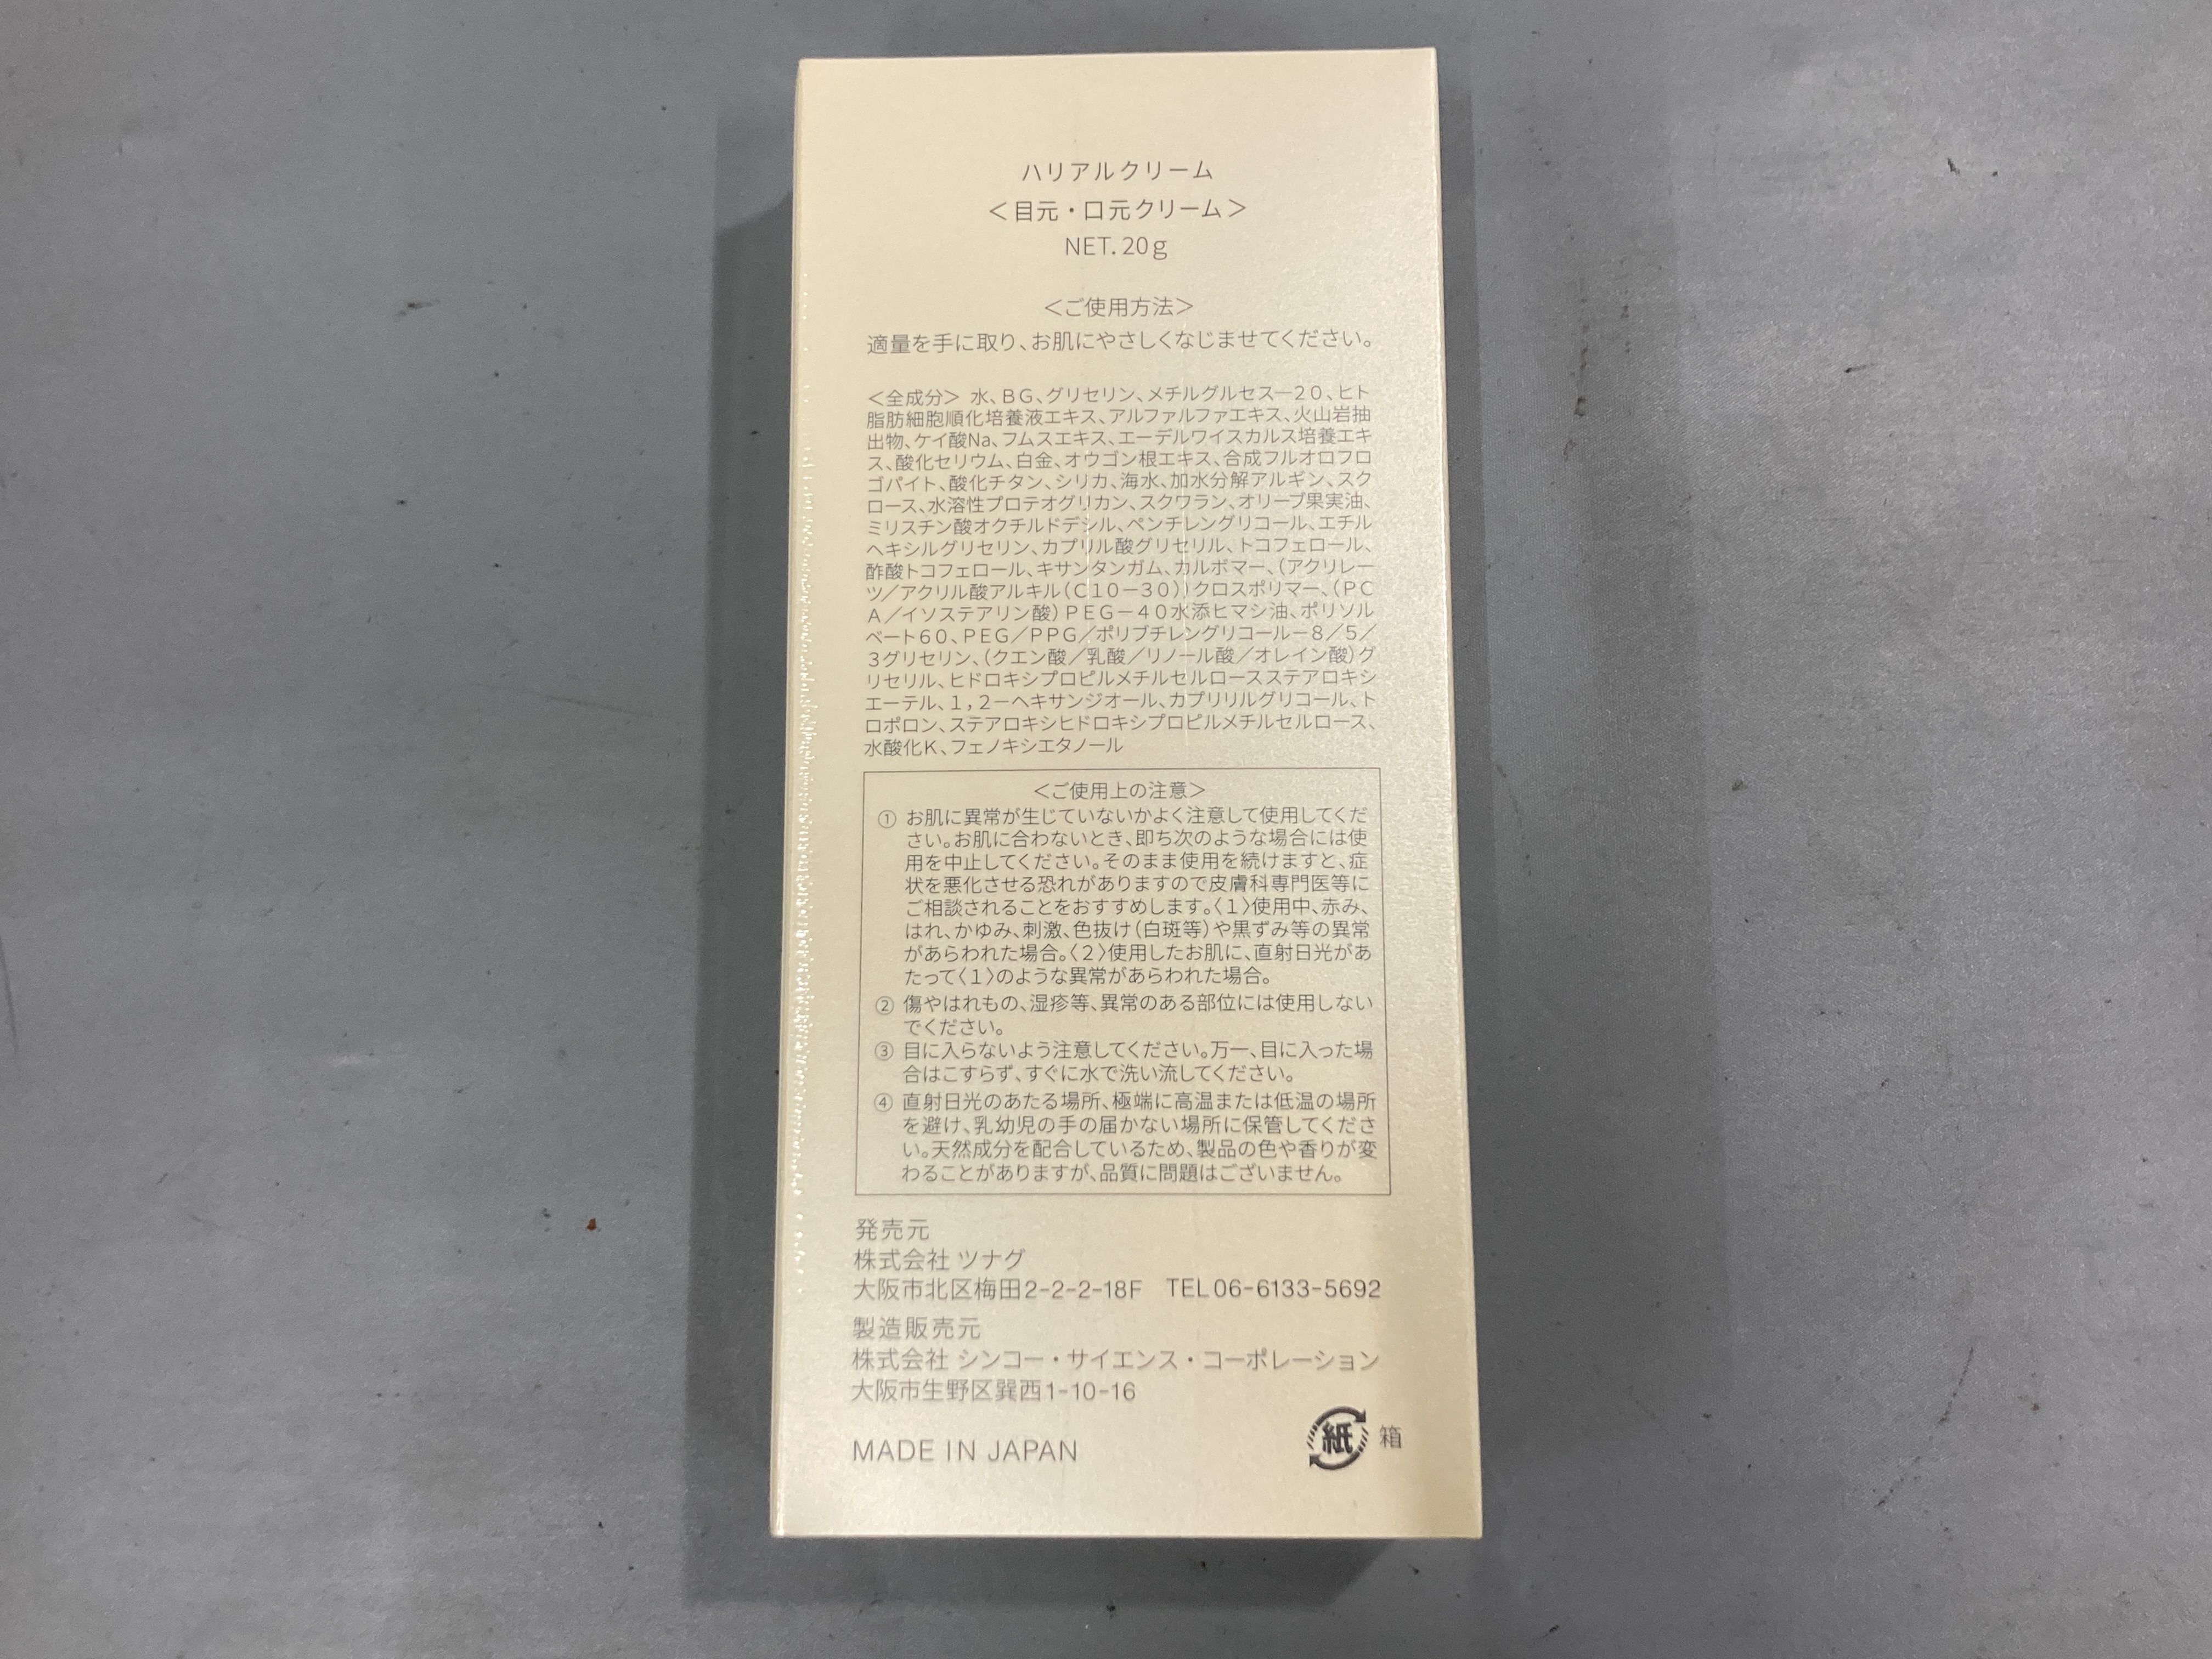 ハリアルクリーム
＜目元・口元クリーム＞
NET. 20g
＜ご使用方法＞
適量を手に取り、お肌にやさしくなじませてください。
＜全成分＞ 水、BG、グリセリン、メチルグルセスー20、ヒト
脂肪細胞順化培養液エキス、アルファルファエキス、火山岩抽
出物、ケイ酸Na、フムスエキス、エーデルワイスカルス培養エキ
ス、酸化セリウム、白金、オウゴン根エキス、合成フルオロフロ
ゴパイト、酸化チタン、シリカ、海水、加水分解アルギン、スク
ロース、水溶性プロテオグリカン、スクワラン、オリーブ果実油、
ミリスチン酸オクチルドデシル、ペンチレングリコール、エチル
ヘキシルグリセリン、カプリル酸グリセリル、トコフェロール、
酢酸トコフェロール、キサンタンガム、カルボマー、（アクリレー
ツ／アクリル酸アルキル（C10－30））クロスポリマー、（PC
A／イソステアリン酸）PEG－40水添ヒマシ油、ポリソル
ベート60、PEG／PPG／ポリブチレングリコール－8／5／
3グリセリン、（クエン酸／乳酸／リノール酸／オレイン酸）グ
リセリル、ヒドロキシプロピルメチルセルロースステアロキシ
エーテル、1，2－ヘキサンジオール、カプリリルグリコール、ト
ロポロン、ステアロキシヒドロキシプロピルメチルセルロース、
水酸化K、フェノキシエタノール
＜ご使用上の注意＞
① お肌に異常が生じていないかよく注意して使用してくだ
さい。お肌に合わないとき、即ち次のような場合には使
用を中止してください。そのまま使用を続けますと、症
状を悪化させる恐れがありますので皮膚科専門医等に
ご相談されることをおすすめします。〈1〉使用中、赤み、
はれ、かゆみ、刺激、色抜け（白斑等）や黒ずみ等の異常
があらわれた場合。〈2〉使用したお肌に、直射日光があ
たって〈1〉のような異常があらわれた場合。
② 傷やはれもの、湿疹等、異常のある部位には使用しない
でください。
③ 目に入らないよう注意してください。万一、目に入った場
合はこすらず、すぐに水で洗い流してください。
④ 直射日光のあたる場所、極端に高温または低温の場所
を避け、乳幼児の手の届かない場所に保管してくださ
い。天然成分を配合しているため、製品の色や香りが変
わることがありますが、品質に問題はございません。
発売元
株式会社 ツナグ
大阪市北区梅田2-2-2-18F TEL06-6133-5692
製造販売元
株式会社 シンコー・サイエンス・コーポレーション
大阪市生野区巽西1-10-16
MADE IN JAPAN
紙 箱